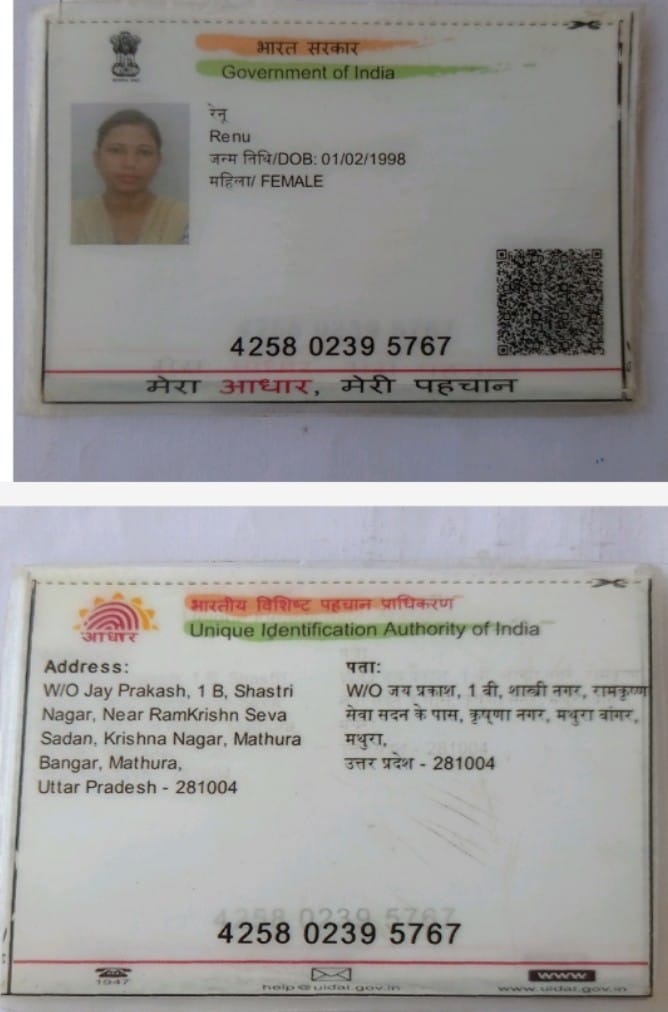 भारत सरकार
Government of India
रेनू
Renu
जन्म तिथि/DOB: 01/02/1998
महिला/ FEMALE
4258 0239 5767
मेरा आधार, मेरी पहचान
भारतीय विशिष्ट पहचान प्राधिकरण
आधार
Unique Identification Authority of India
Address:
W/O Jay Prakash, 1 B, Shastri
Nagar, Near RamKrishn Seva
Sadan, Krishna Nagar, Mathura
Bangar, Mathura,
Uttar Pradesh - 281004
पता:
W/O जय प्रकाश, 1 बी, शास्त्री नगर, रामकृष्ण
सेवा सदन के पास, कृष्णा नगर, मथुरा बांगर,
मथुरा,
उत्तर प्रदेश - 281004
4258 0239 5767
1947
help@uidai.gov.in
www
www.uidai.gov.in